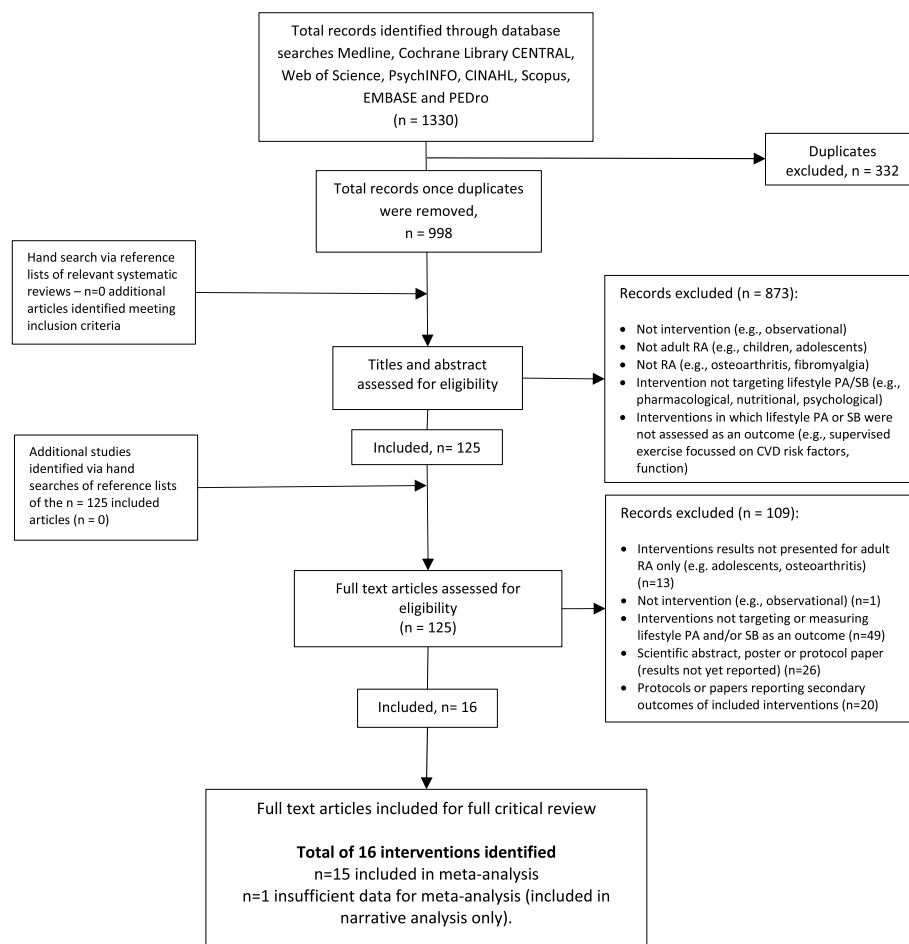 Total records identified through database
searches Medline, Cochrane Library CENTRAL,
Web of Science, PsychINFO, CINAHL, Scopus,
EMBASE and PEDro
(n = 1330)
Duplicates
excluded, n = 332
Total records once duplicates
were removed,
n = 998
Hand search via reference
lists of relevant systematic
reviews – n=0 additional
articles identified meeting
inclusion criteria
Records excluded (n = 873):
• Not intervention (e.g., observational)
• Not adult RA (e.g., children, adolescents)
• Not RA (e.g., osteoarthritis, fibromyalgia)
• Intervention not targeting lifestyle PA/SB (e.g.,
pharmacological, nutritional, psychological)
• Interventions in which lifestyle PA or SB were
not assessed as an outcome (e.g., supervised
exercise focussed on CVD risk factors,
function)
Titles and abstract
assessed for eligibility
Included, n= 125
Additional studies
identified via hand
searches of reference lists
of the n = 125 included
articles (n = 0)
Records excluded (n = 109):
• Interventions results not presented for adult
RA only (e.g. adolescents, osteoarthritis)
(n=13)
• Not intervention (e.g., observational) (n=1)
• Interventions not targeting or measuring
lifestyle PA and/or SB as an outcome (n=49)
• Scientific abstract, poster or protocol paper
(results not yet reported) (n=26)
• Protocols or papers reporting secondary
outcomes of included interventions (n=20)
Full text articles assessed for
eligibility
(n = 125)
Included, n= 16
Full text articles included for full critical review
Total of 16 interventions identified
n=15 included in meta-analysis
n=1 insufficient data for meta-analysis (included in
narrative analysis only).